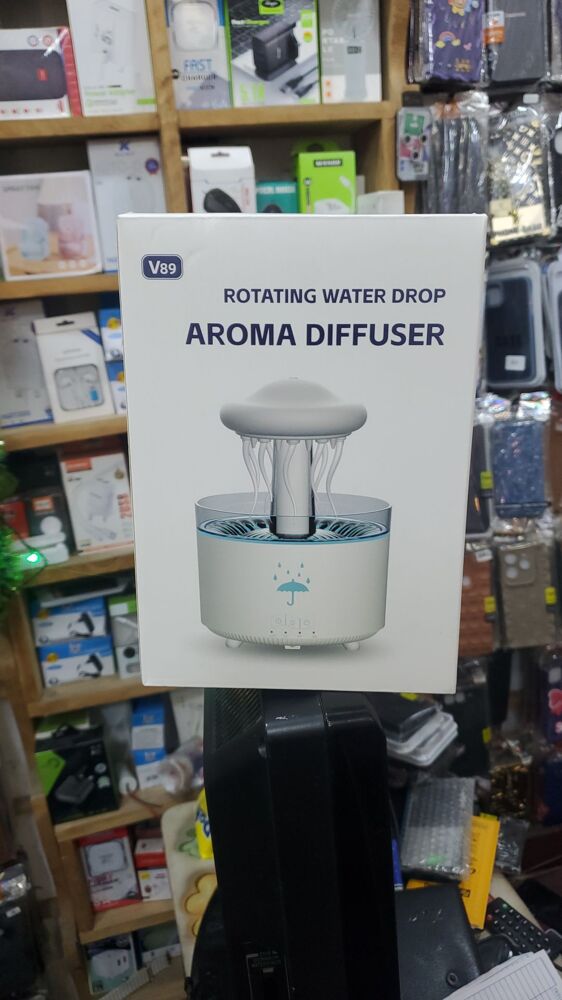 V89
ROTATING WATER DROP
AROMA DIFFUSER
FAST